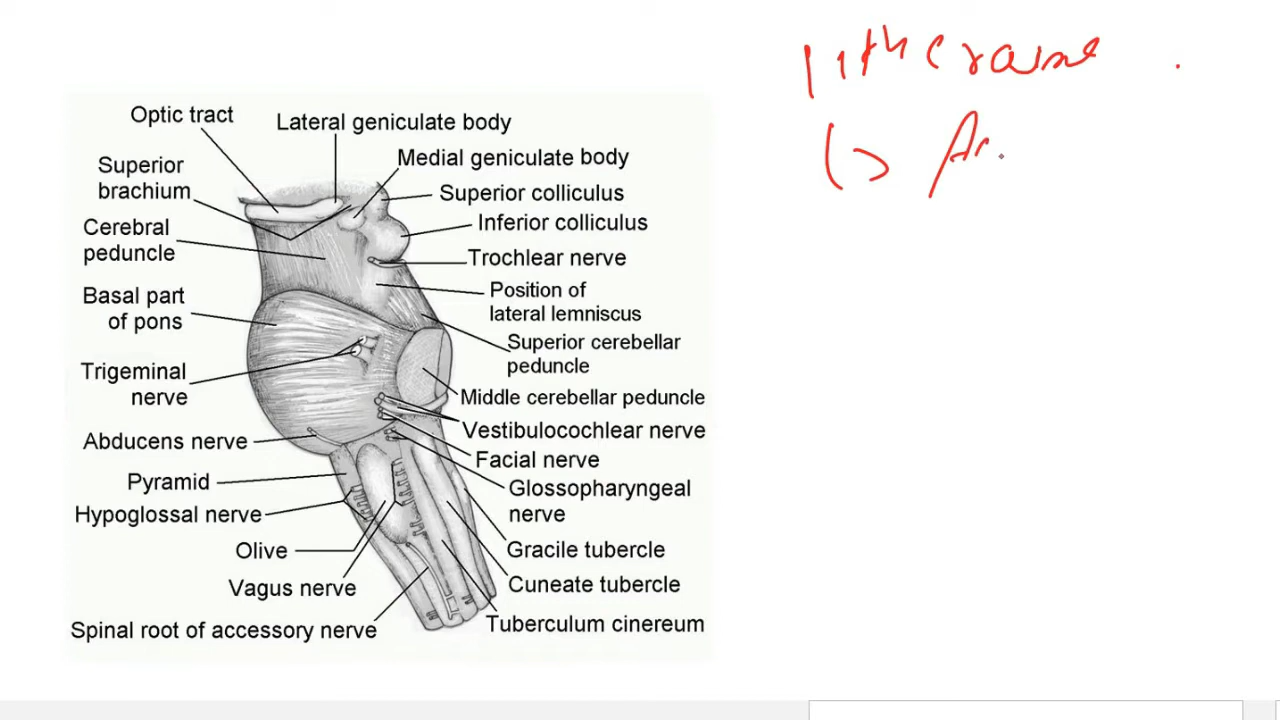 Optic tract
Lateral geniculate body
Superior
brachium
Medial geniculate body
Superior colliculus
Cerebral
peduncle
Inferior colliculus
Trochlear nerve
Basal part
of pons
Position of
lateral lemniscus
Superior cerebellar
peduncle
Trigeminal
nerve
Middle cerebellar peduncle
Abducens nerve
Vestibulocochlear nerve
Facial nerve
Pyramid
Glossopharyngeal
nerve
Hypoglossal nerve
Olive
Gracile tubercle
Vagus nerve
Cuneate tubercle
Spinal root of accessory nerve
Tuberculum cinereum